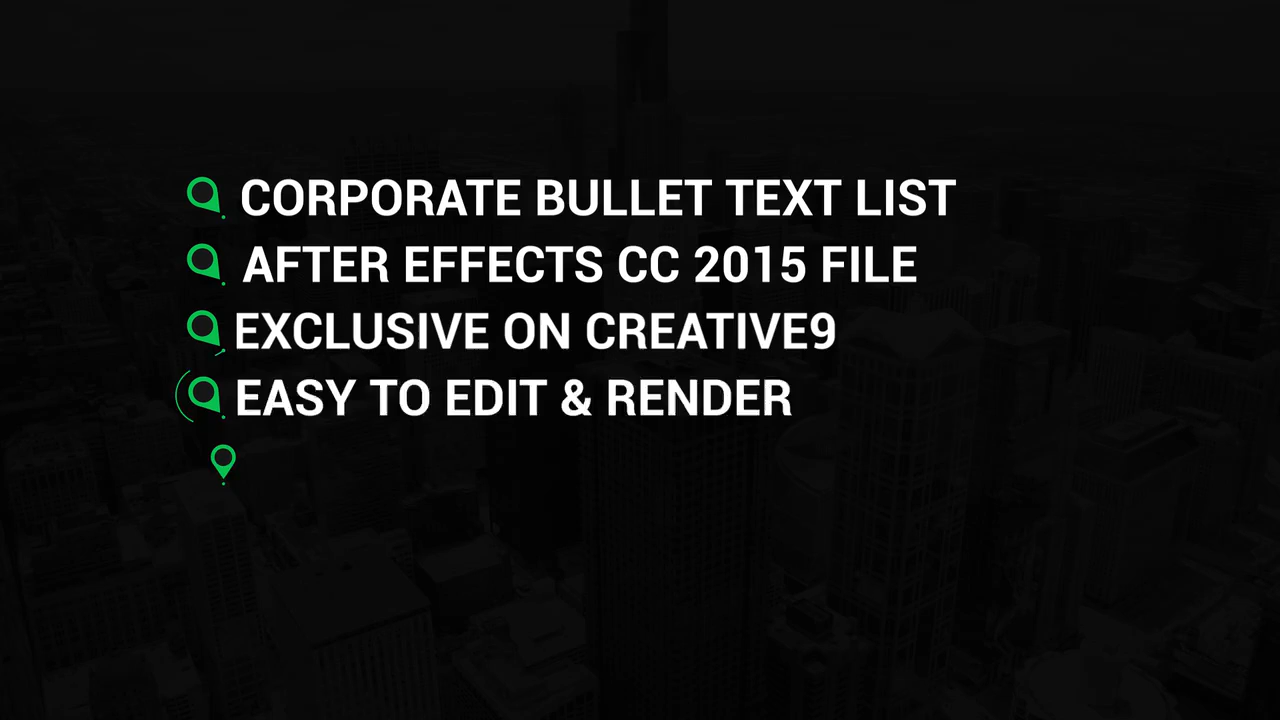 CORPORATE BULLET TEXT LIST
AFTER EFFECTS CC 2015 FILE
EXCLUSIVE ON CREATIVE9
EASY TO EDIT & RENDER